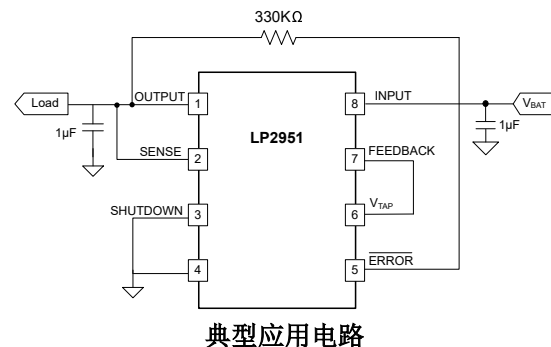 330KΩ
Load
OUTPUT
1
8
INPUT
VBAT
1µF
LP2951
1µF
SENSE
2
7
FEEDBACK
SHUTDOWN
3
6
VTAP
4
5
ERROR
典型应用电路